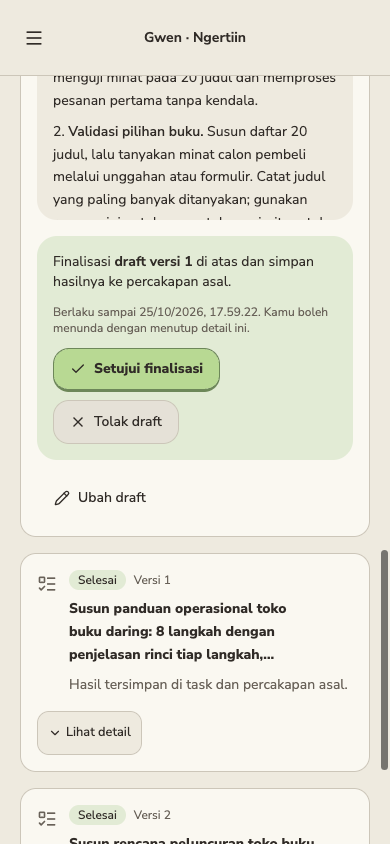 Gwen · Ngertiin
menguji minat pada 20 judul dan memproses
pesanan pertama tanpa kendala.
2. Validasi pilihan buku. Susun daftar 20
judul, lalu tanyakan minat calon pembeli
melalui unggahan atau formulir. Catat judul
yang paling banyak ditanyakan; gunakan
Finalisasi draft versi 1 di atas dan simpan
hasilnya ke percakapan asal.
Berlaku sampai 25/10/2026, 17.59.22. Kamu boleh
menunda dengan menutup detail ini.
Setujui finalisasi
Tolak draft
Ubah draft
Selesai Versi 1
Susun panduan operasional toko
buku daring: 8 langkah dengan
penjelasan rinci tiap langkah,...
Hasil tersimpan di task dan percakapan asal.
Lihat detail
Selesai Versi 2
Susun rencana peluncuran toko buku